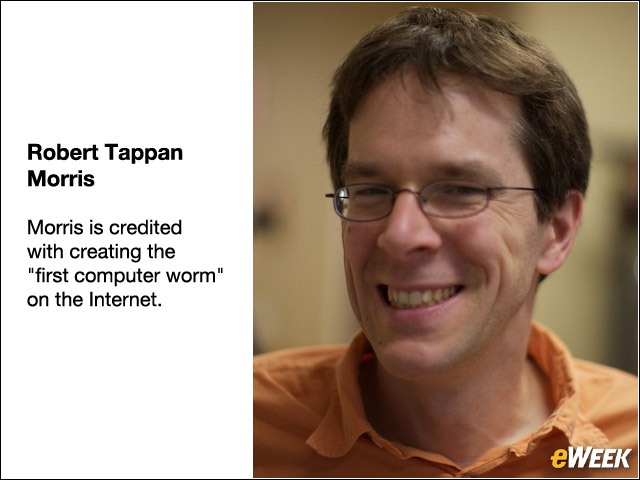 Robert Tappan
Morris
Morris is credited
with creating the
"first computer worm"
on the Internet.
eWEEK